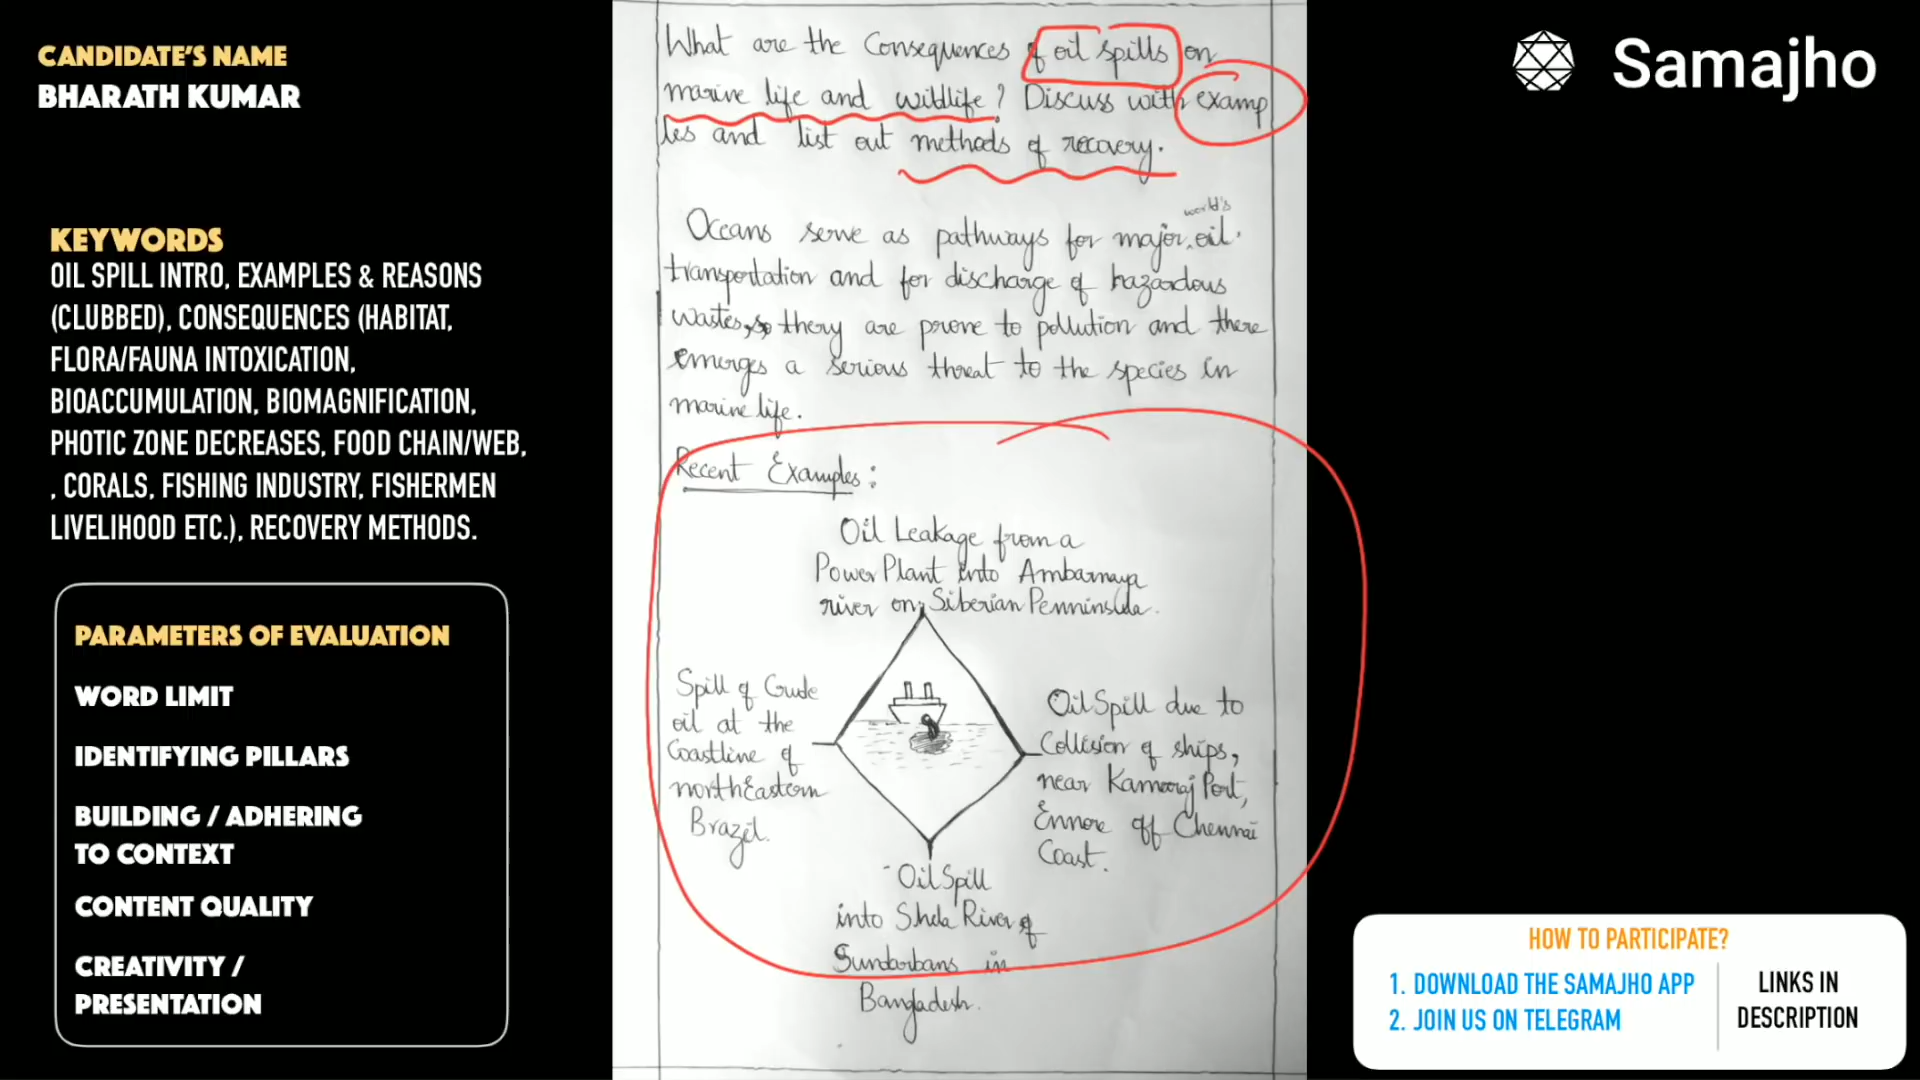 CANDIDATE'S NAME
BHARATH KUMAR
KEYWORDS
OIL SPILL INTRO, EXAMPLES & REASONS
(CLUBBED), CONSEQUENCES (HABITAT,
FLORA/FAUNA INTOXICATION,
BIOACCUMULATION, BIOMAGNIFICATION,
PHOTIC ZONE DECREASES, FOOD CHAIN/WEB,
, CORALS, FISHING INDUSTRY, FISHERMEN
LIVELIHOOD ETC.), RECOVERY METHODS.
PARAMETERS OF EVALUATION
WORD LIMIT
IDENTIFYING PILLARS
BUILDING / ADHERING
TO CONTEXT
CONTENT QUALITY
CREATIVITY /
PRESENTATION
What are the Consequences of oil spills on
marine life and wildlife? Discuss with examp
les and list out methods of recovery.
world's
Oceans serve as pathways for major oil
transportation and for discharge of hazardous
wastes, so they are prone to pollution and there
emerges a serious threat to the species in
marine life.
Recent Examples:
Oil Leakage from a
Power Plant into Ambarnaya
river on Siberian Penninsula.
Spill of Crude
oil at the
Coastline of
northEastern
Brazil.
Oil Spill due to
Collision of ships,
near Kamaraj Port,
Ennore off Chennai
Coast.
- Oil Spill
into Shela River of
Sundarbans in
Bangladesh.
Samajho
HOW TO PARTICIPATE?
1. DOWNLOAD THE SAMAJHO APP
2. JOIN US ON TELEGRAM
LINKS IN
DESCRIPTION